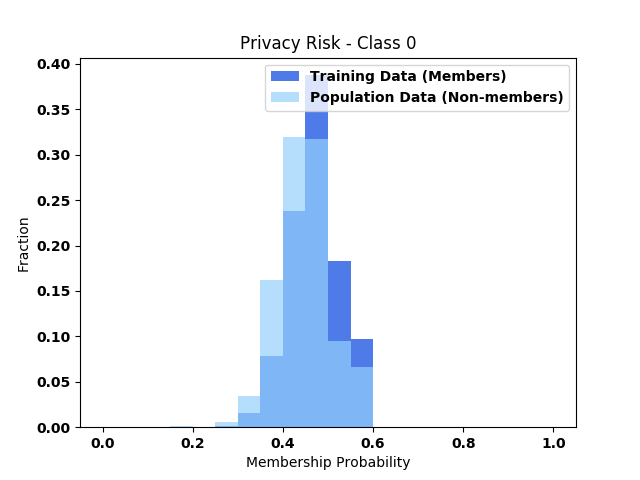 Privacy Risk - Class 0
Training Data (Members)
Population Data (Non-members)
Fraction
0.40
0.35
0.30
0.25
0.20
0.15
0.10
0.05
0.00
0.0 0.2 0.4 0.6 0.8 1.0
Membership Probability